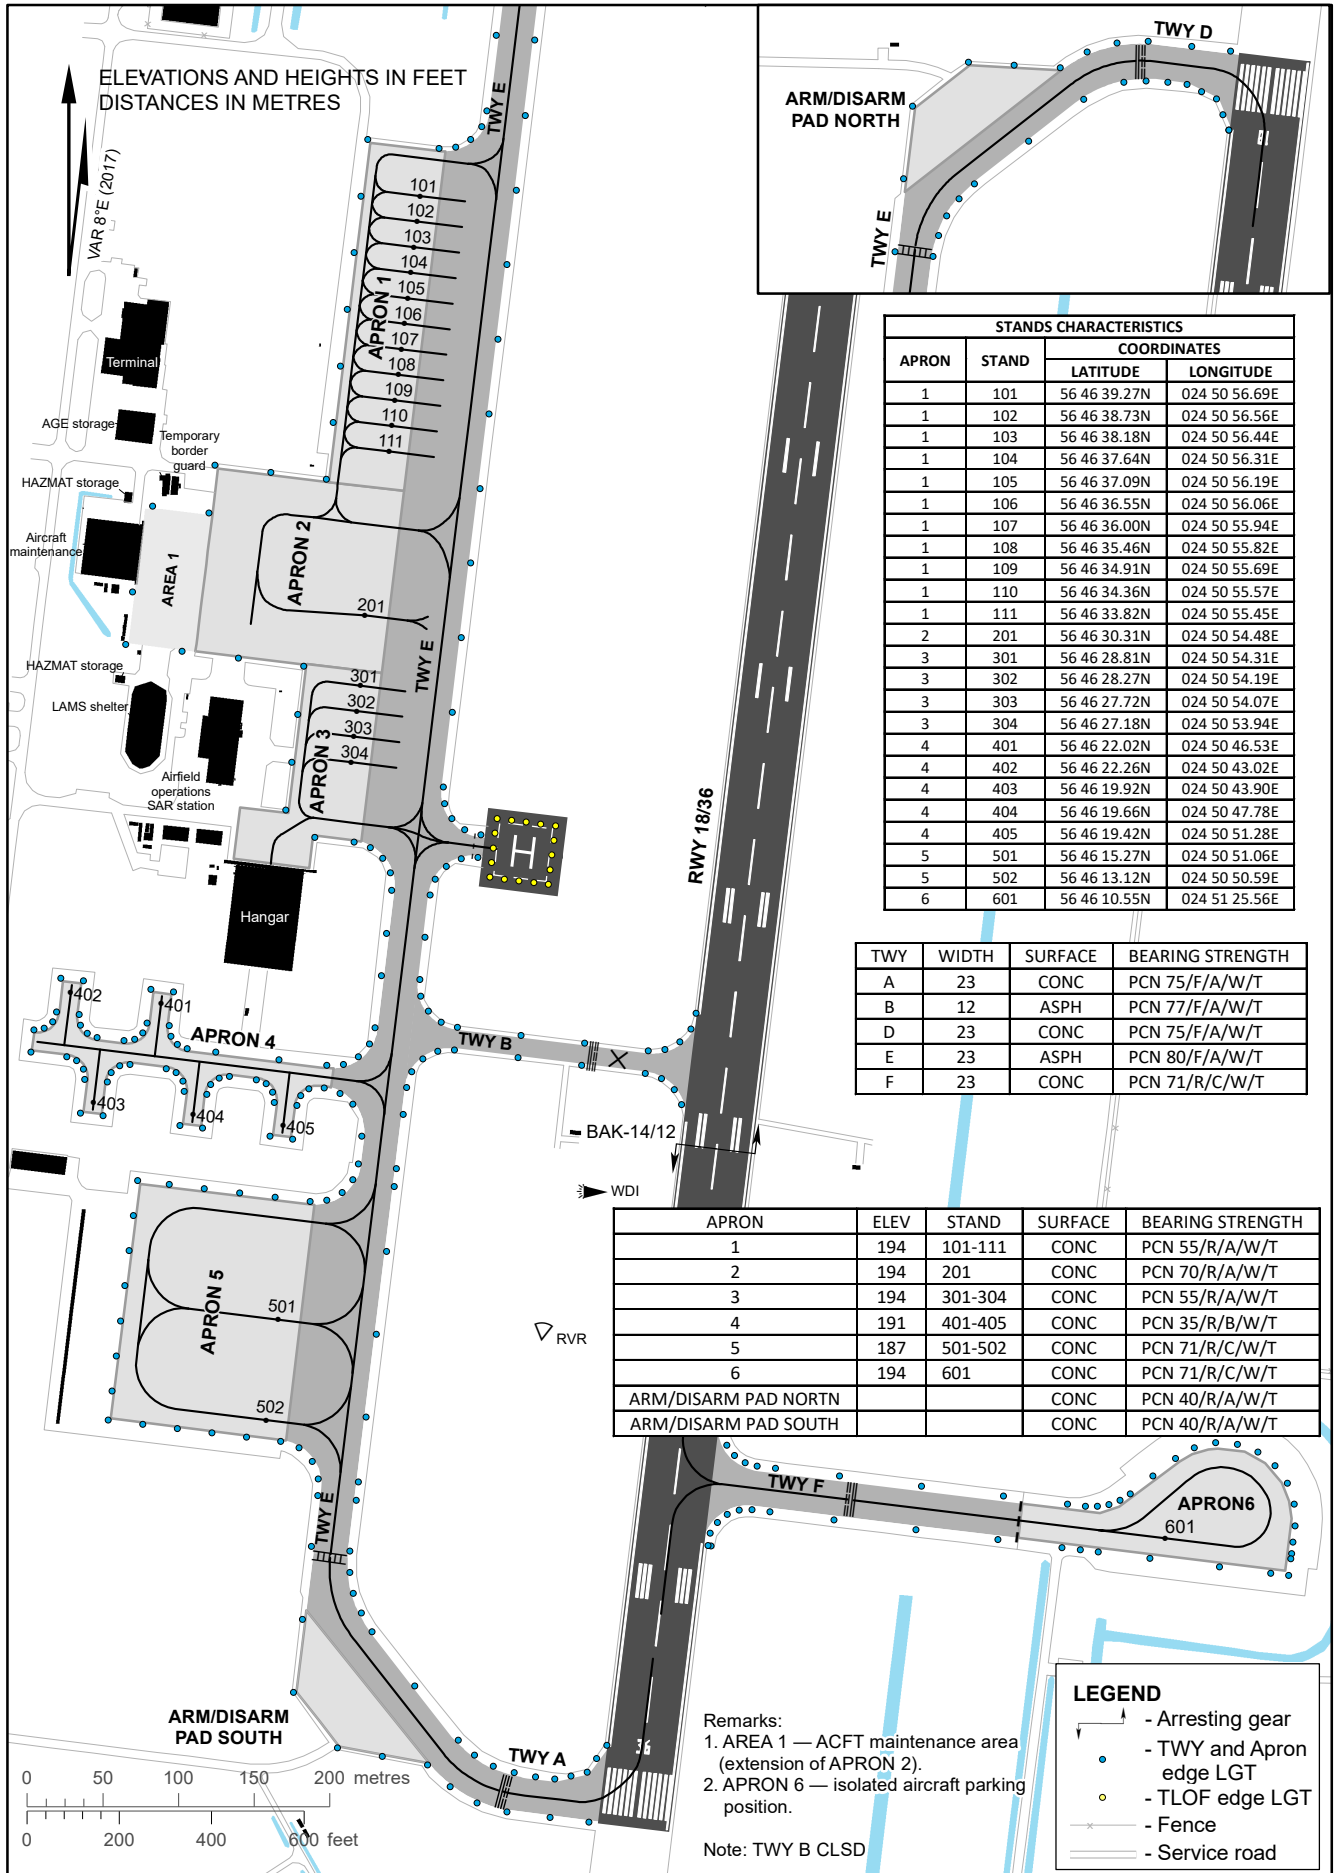 ELEVATIONS AND HEIGHTS IN FEET
DISTANCES IN METRES
VAR 8°E (2017)
TWY E
TWY D
ARM/DISARM
PAD NORTH
TWY E
101
102
103
104
105
106
107
108
109
110
111
APRON 1
Terminal
AGE storage
Temporary
border
guard
HAZMAT storage
Aircraft
maintenance
AREA 1
APRON 2
201
TWY E
HAZMAT storage
LAMS shelter
Airfield
operations
SAR station
301
302
303
304
APRON 3
H
Hangar
RWY 18/36
STANDS CHARACTERISTICS
APRON STAND COORDINATES
LATITUDE LONGITUDE
1 101 56 46 39.27N 024 50 56.69E
1 102 56 46 38.73N 024 50 56.56E
1 103 56 46 38.18N 024 50 56.44E
1 104 56 46 37.64N 024 50 56.31E
1 105 56 46 37.09N 024 50 56.19E
1 106 56 46 36.55N 024 50 56.06E
1 107 56 46 36.00N 024 50 55.94E
1 108 56 46 35.46N 024 50 55.82E
1 109 56 46 34.91N 024 50 55.69E
1 110 56 46 34.36N 024 50 55.57E
1 111 56 46 33.82N 024 50 55.45E
2 201 56 46 30.31N 024 50 54.48E
3 301 56 46 28.81N 024 50 54.31E
3 302 56 46 28.27N 024 50 54.19E
3 303 56 46 27.72N 024 50 54.07E
3 304 56 46 27.18N 024 50 53.94E
4 401 56 46 22.02N 024 50 46.53E
4 402 56 46 22.26N 024 50 43.02E
4 403 56 46 19.92N 024 50 43.90E
4 404 56 46 19.66N 024 50 47.78E
4 405 56 46 19.42N 024 50 51.28E
5 501 56 46 15.27N 024 50 51.06E
5 502 56 46 13.12N 024 50 50.59E
6 601 56 46 10.55N 024 51 25.56E
TWY WIDTH SURFACE BEARING STRENGTH
A 23 CONC PCN 75/F/A/W/T
B 12 ASPH PCN 77/F/A/W/T
D 23 CONC PCN 75/F/A/W/T
E 23 ASPH PCN 80/F/A/W/T
F 23 CONC PCN 71/R/C/W/T
402
401
APRON 4
403
404
405
TWY B
BAK-14/12
WDI
APRON ELEV STAND SURFACE BEARING STRENGTH
1 194 101-111 CONC PCN 55/R/A/W/T
2 194 201 CONC PCN 70/R/A/W/T
3 194 301-304 CONC PCN 55/R/A/W/T
4 191 401-405 CONC PCN 35/R/B/W/T
5 187 501-502 CONC PCN 71/R/C/W/T
6 194 601 CONC PCN 71/R/C/W/T
ARM/DISARM PAD NORTN CONC PCN 40/R/A/W/T
ARM/DISARM PAD SOUTH CONC PCN 40/R/A/W/T
APRON 5
501
502
RVR
TWY F
APRON6
601
TWY E
ARM/DISARM
PAD SOUTH
TWY A
36
0 50 100 150 200 metres
0 200 400 600 feet
Remarks:
1. AREA 1 — ACFT maintenance area
(extension of APRON 2).
2. APRON 6 — isolated aircraft parking
position.
Note: TWY B CLSD
LEGEND
- Arresting gear
- TWY and Apron
edge LGT
- TLOF edge LGT
- Fence
- Service road